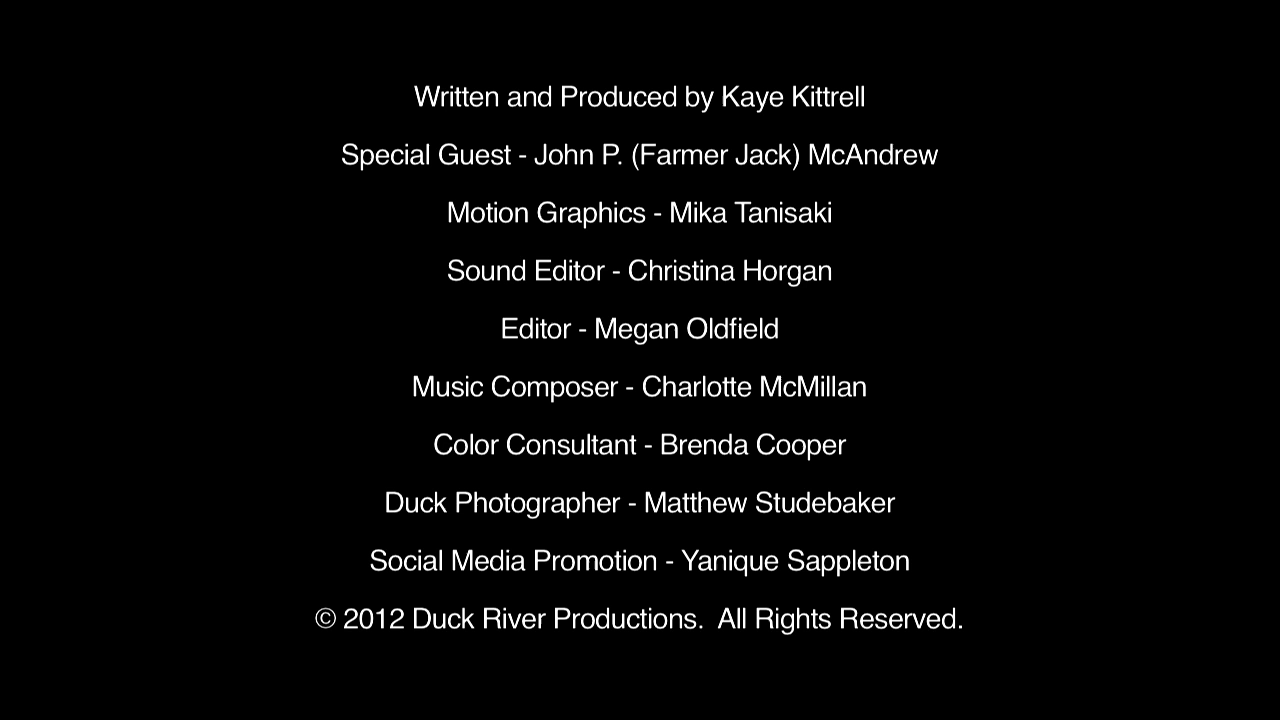 Written and Produced by Kaye Kittrell
Special Guest - John P. (Farmer Jack) McAndrew
Motion Graphics - Mika Tanisaki
Sound Editor - Christina Horgan
Editor - Megan Oldfield
Music Composer - Charlotte McMillan
Color Consultant - Brenda Cooper
Duck Photographer - Matthew Studebaker
Social Media Promotion - Yanique Sappleton
© 2012 Duck River Productions.  All Rights Reserved.